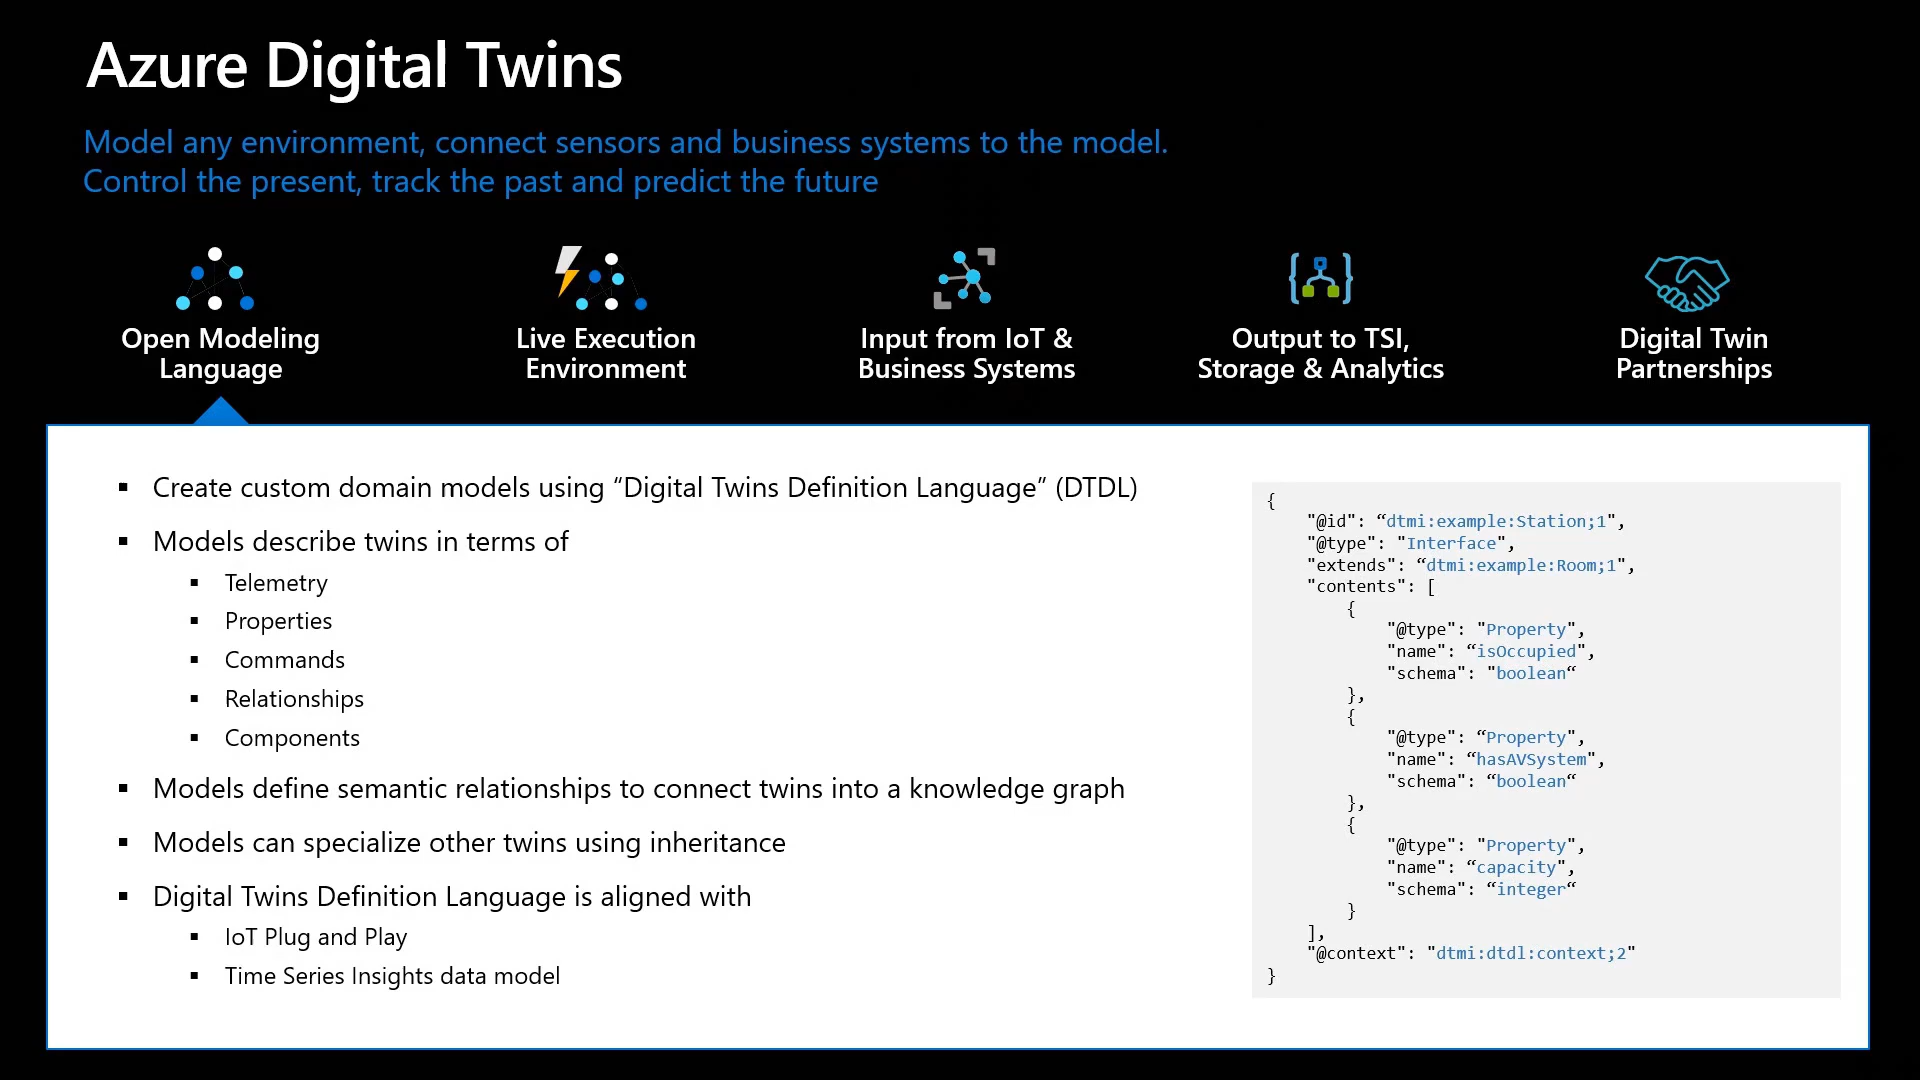 Azure Digital Twins
Model any environment, connect sensors and business systems to the model.
Control the present, track the past and predict the future
Open Modeling
Language
Live Execution
Environment
Input from IoT &
Business Systems
Output to TSI,
Storage & Analytics
Digital Twin
Partnerships
▪ Create custom domain models using “Digital Twins Definition Language” (DTDL)
▪ Models describe twins in terms of
▪ Telemetry
▪ Properties
▪ Commands
▪ Relationships
▪ Components
▪ Models define semantic relationships to connect twins into a knowledge graph
▪ Models can specialize other twins using inheritance
▪ Digital Twins Definition Language is aligned with
▪ IoT Plug and Play
▪ Time Series Insights data model
{
"@id": “dtmi:example:Station;1",
"@type": "Interface",
"extends": “dtmi:example:Room;1",
"contents": [
{
"@type": "Property",
"name": “isOccupied",
"schema": "boolean“
},
{
"@type": “Property",
"name": “hasAVSystem",
"schema": “boolean“
},
{
"@type": "Property",
"name": “capacity",
"schema": “integer“
}
],
"@context": "dtmi:dtdl:context;2"
}